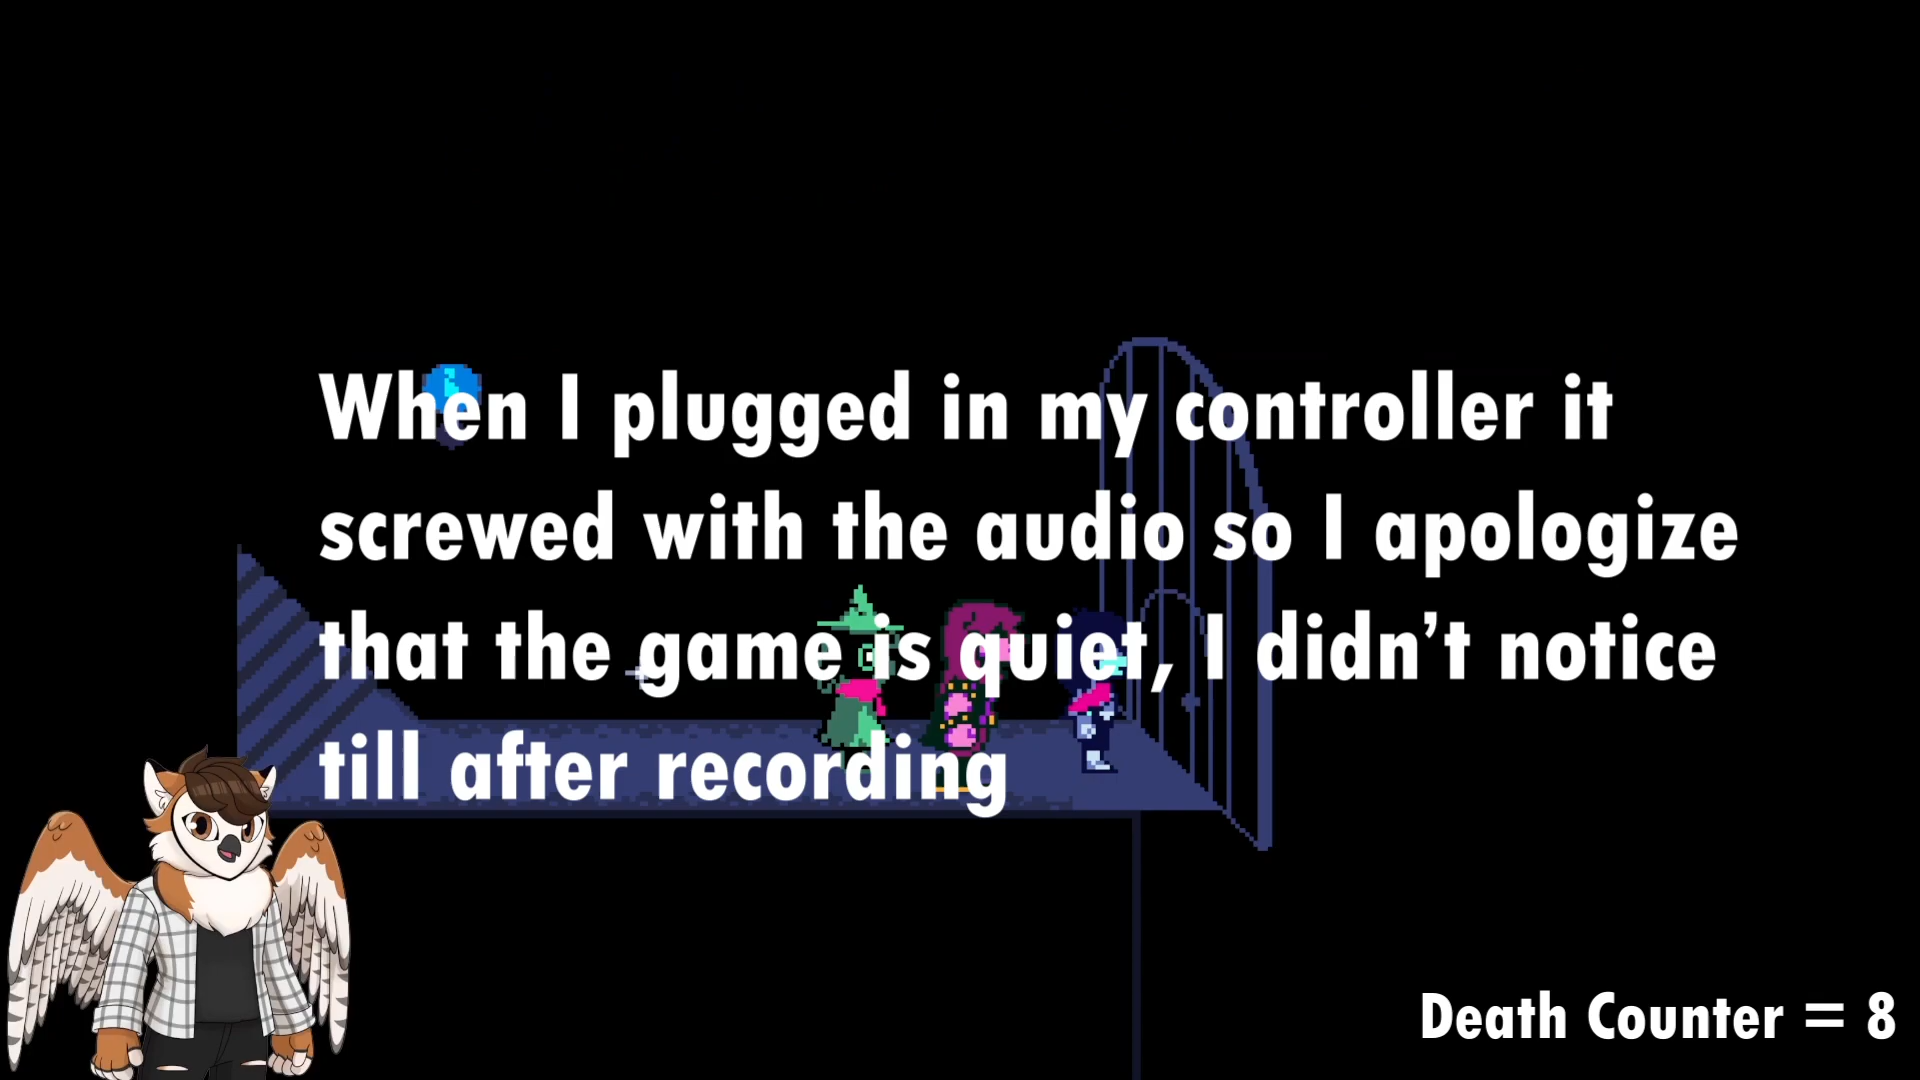 When I plugged in my controller it
screwed with the audio so I apologize
that the game is quiet, I didn’t notice
till after recording
Death Counter = 8